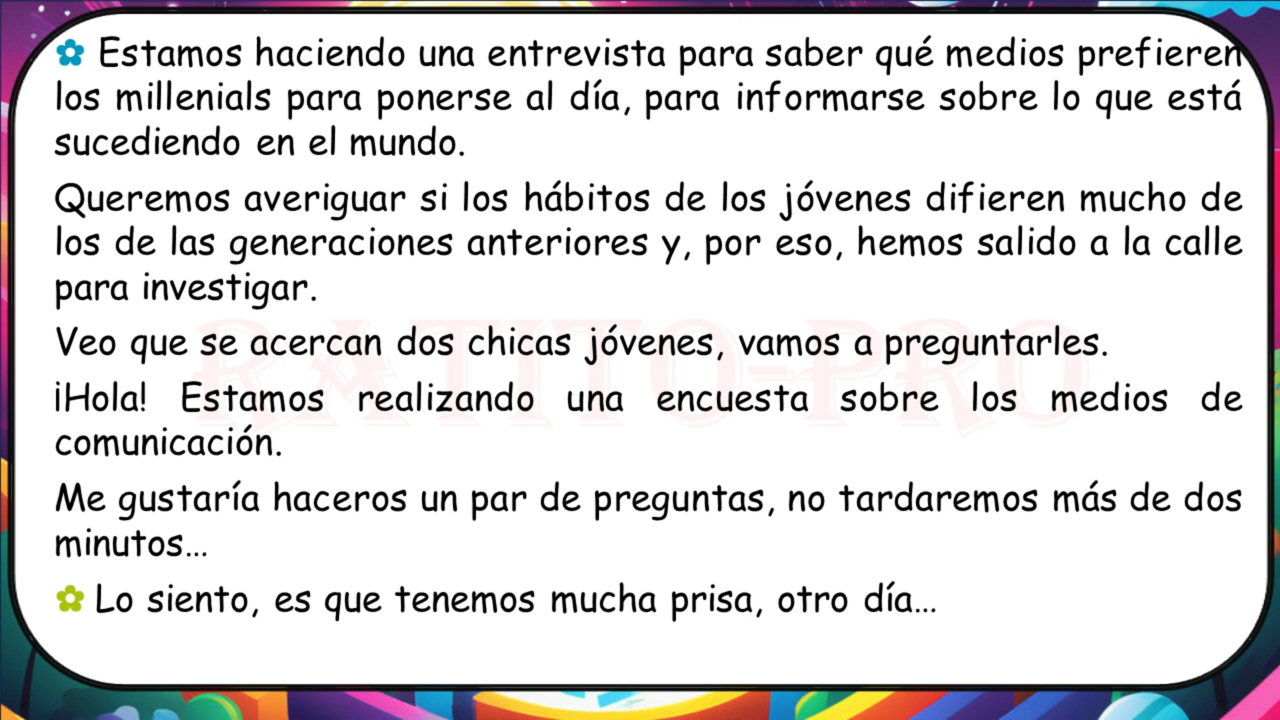 ✿ Estamos haciendo una entrevista para saber qué medios prefieren
los millenials para ponerse al día, para informarse sobre lo que está
sucediendo en el mundo.
Queremos averiguar si los hábitos de los jóvenes difieren mucho de
los de las generaciones anteriores y, por eso, hemos salido a la calle
para investigar.
Veo que se acercan dos chicas jóvenes, vamos a preguntarles.
¡Hola! Estamos realizando una encuesta sobre los medios de
comunicación.
Me gustaría haceros un par de preguntas, no tardaremos más de dos
minutos...
✿ Lo siento, es que tenemos mucha prisa, otro día...
RATITO-PRO